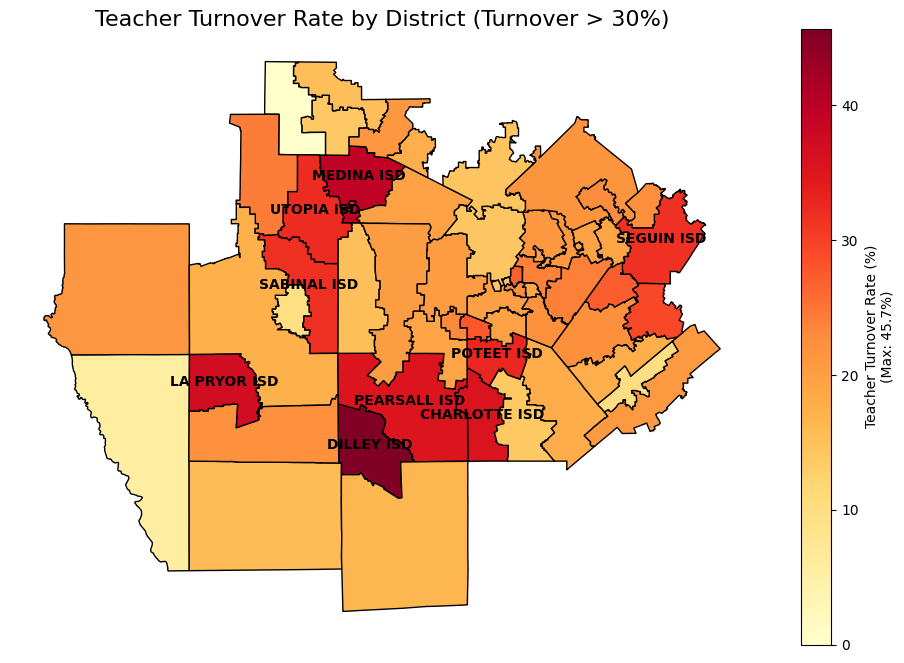 Teacher Turnover Rate by District (Turnover > 30%)
MEDINA ISD
UTOPIA ISD
SEGUIN ISD
SABINAL ISD
POTEET ISD
LA PRYOR ISD
PEARSALL ISD
CHARLOTTE ISD
DILLEY ISD
40
30
20
10
0
Teacher Turnover Rate (%)
(Max: 45.7%)